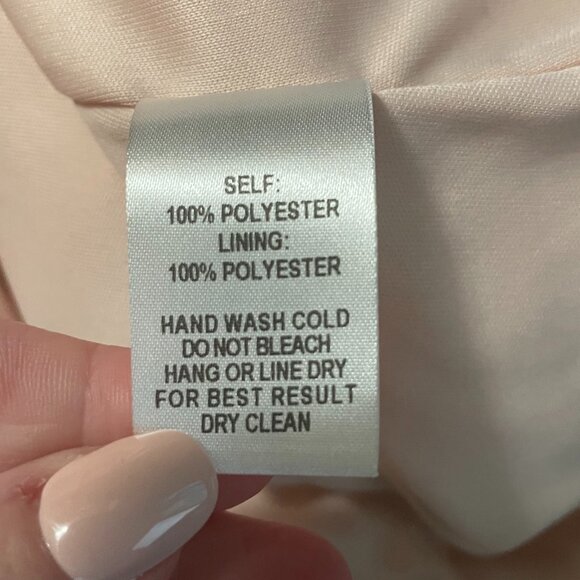 SELF:
100% POLYESTER
LINING:
100% POLYESTER
HAND WASH COLD
DO NOT BLEACH
HANG OR LINE DRY
FOR BEST RESULT
DRY CLEAN